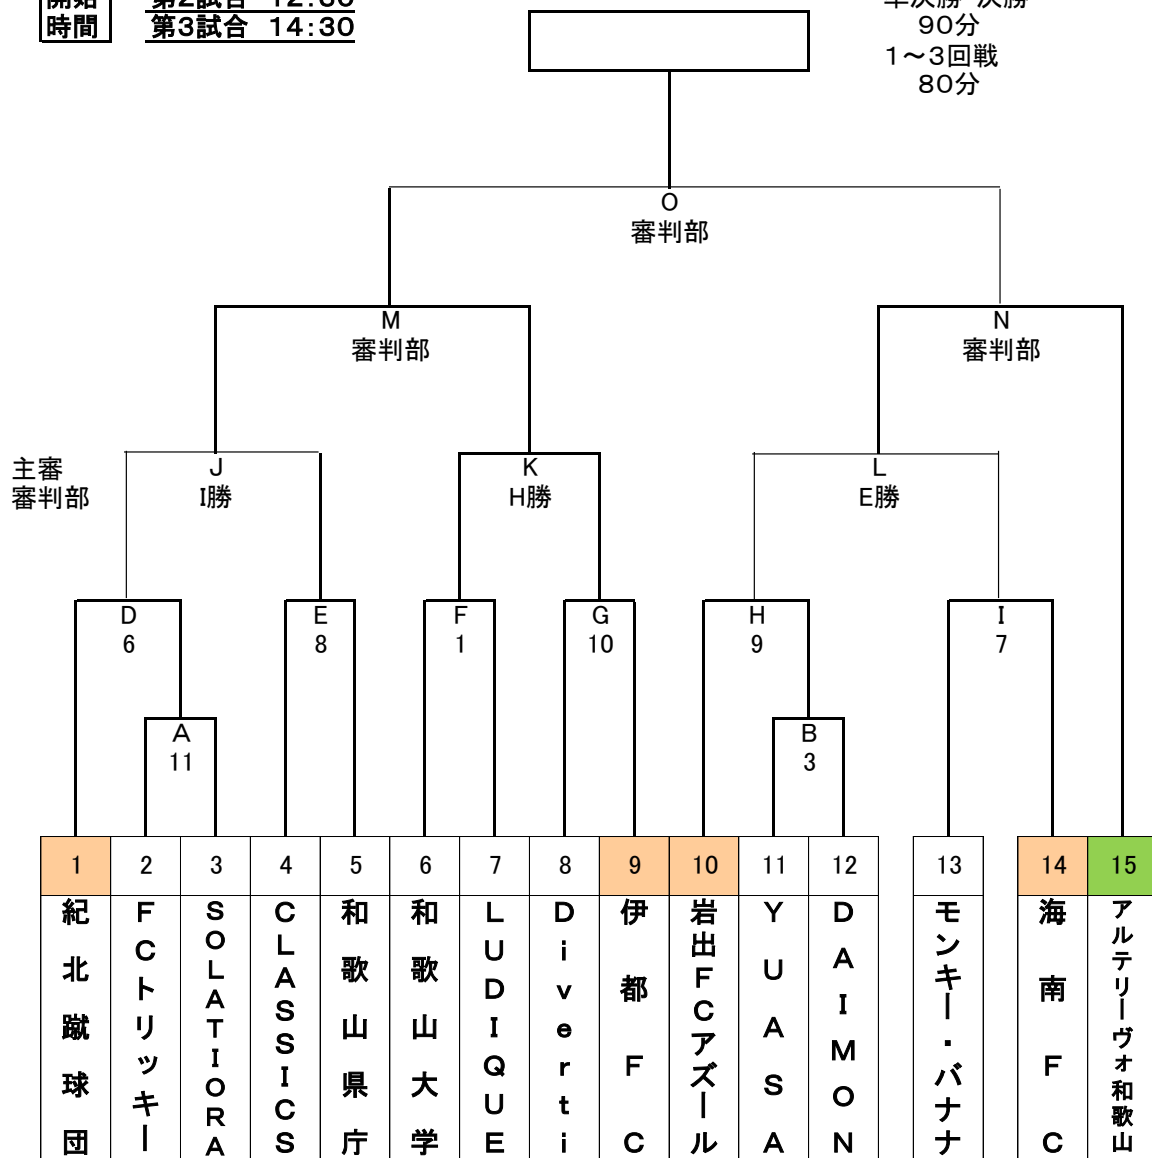 時間 第3試合 14:30
90分
1～3回戦
80分
O
審判部
M
審判部
N
審判部
主審
審判部
J
I勝
K
H勝
L
E勝
D
6
E
8
F
1
G
10
H
9
I
7
A
11
B
3
1
2
3
4
5
6
7
8
9
10
11
12
13
14
15
紀北蹴球団
FCトリッキー
SOLATIORA
CLASSICS
和歌山県庁
和歌山大学
LUDIQUE
Diverti
伊都FC
岩出FCアズール
YUASA
DAIMON
モンキー・バナナ
海南FC
アルテリーヴォ和歌山